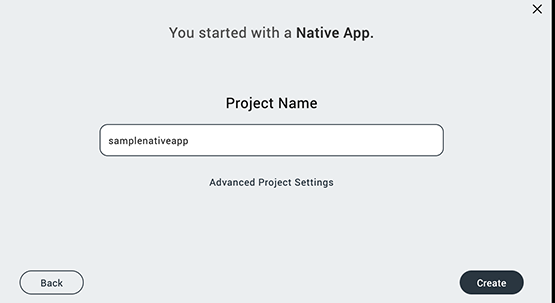 You started with a Native App.
Project Name
samplenativeapp
Advanced Project Settings
Back
Create